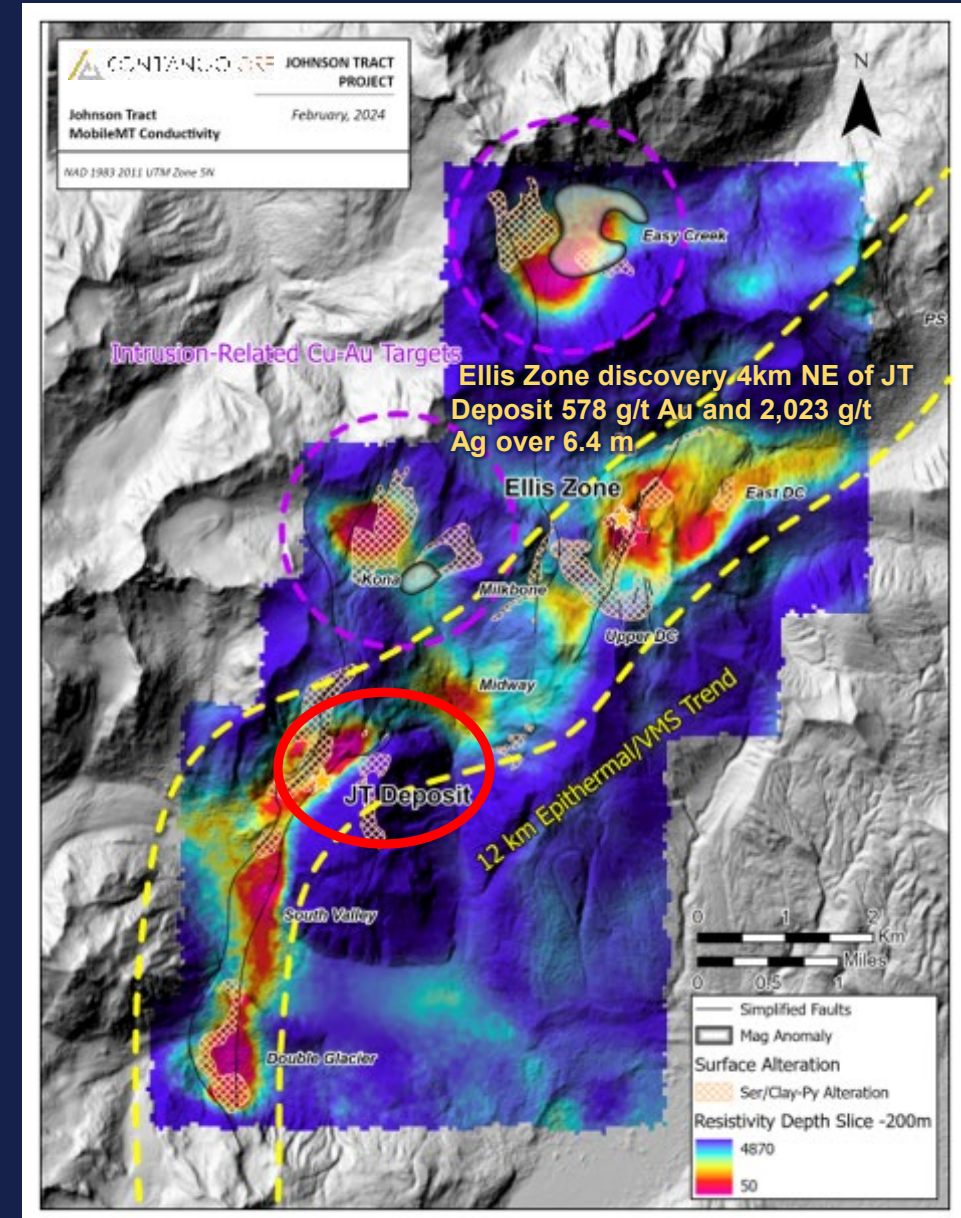 CONTANGO ORE
JOHNSON TRACT
PROJECT
Johnson Tract
MobileMT Conductivity
February, 2024
NAD 1983 2011 UTM Zone 5N
N
Easy Creek
PS
Intrusion-Related Cu-Au Targets
Ellis Zone discovery 4km NE of JT
Deposit 578 g/t Au and 2,023 g/t
Ag over 6.4 m
Ellis Zone
East DC
Kona
Milkbone
Upper DC
Midway
JT Deposit
12 km Epithermal/VMS Trend
South Valley
Double Glacier
0 1 2
Km
Miles
0 0.5 1
Simplified Faults
Mag Anomaly
Surface Alteration
Ser/Clay-Py Alteration
Resistivity Depth Slice -200m
4870
50